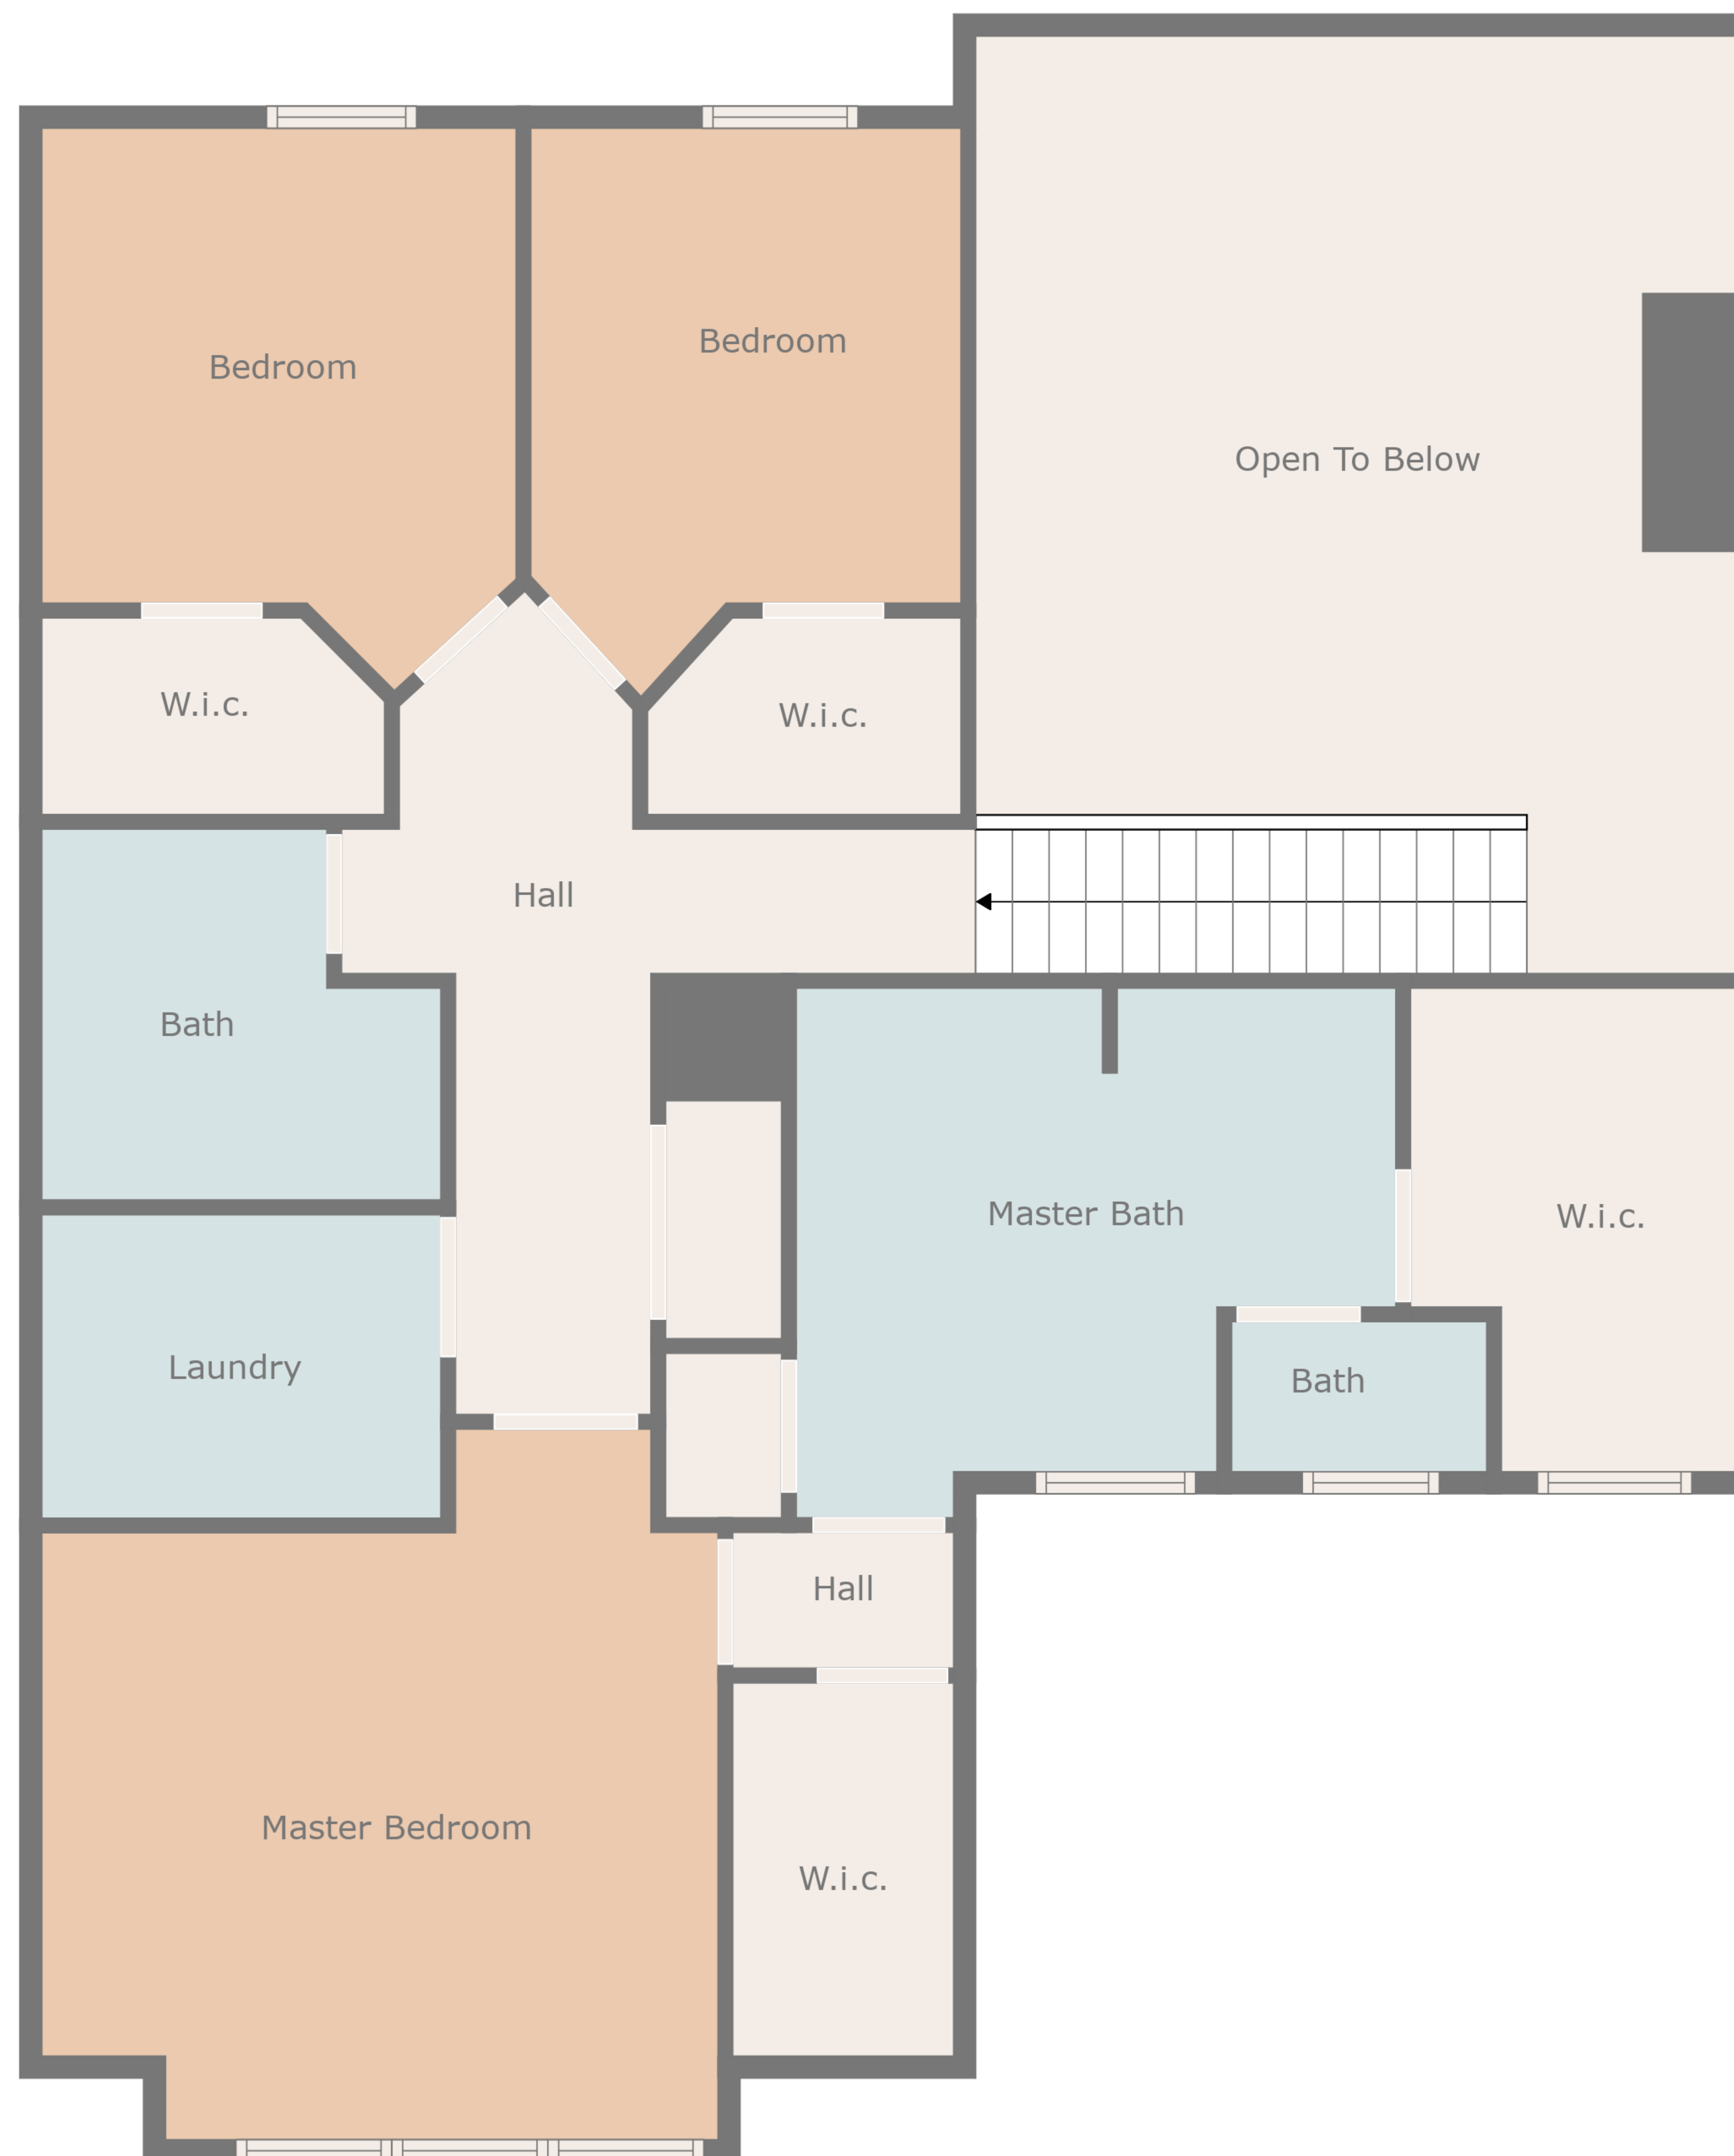 Bedroom
Bedroom
Open To Below
W.i.c.
W.i.c.
Hall
Bath
Master Bath
W.i.c.
Laundry
Bath
Hall
Master Bedroom
W.i.c.